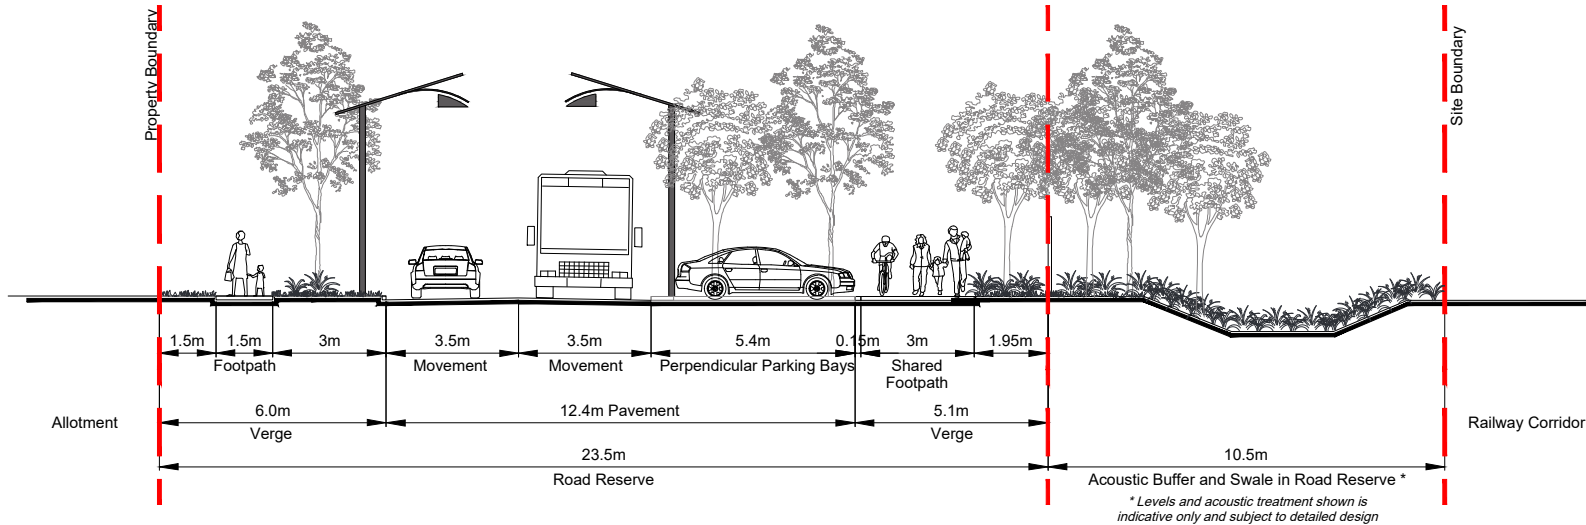 Property Boundary
Site Boundary
1.5m 1.5m 3m 3.5m 3.5m 5.4m 0.15m 3m 1.95m
Footpath Movement Movement Perpendicular Parking Bays Shared
Footpath
6.0m 12.4m Pavement 5.1m
Allotment Verge Verge Railway Corridor
23.5m 10.5m
Road Reserve Acoustic Buffer and Swale in Road Reserve *
* Levels and acoustic treatment shown is
indicative only and subject to detailed design